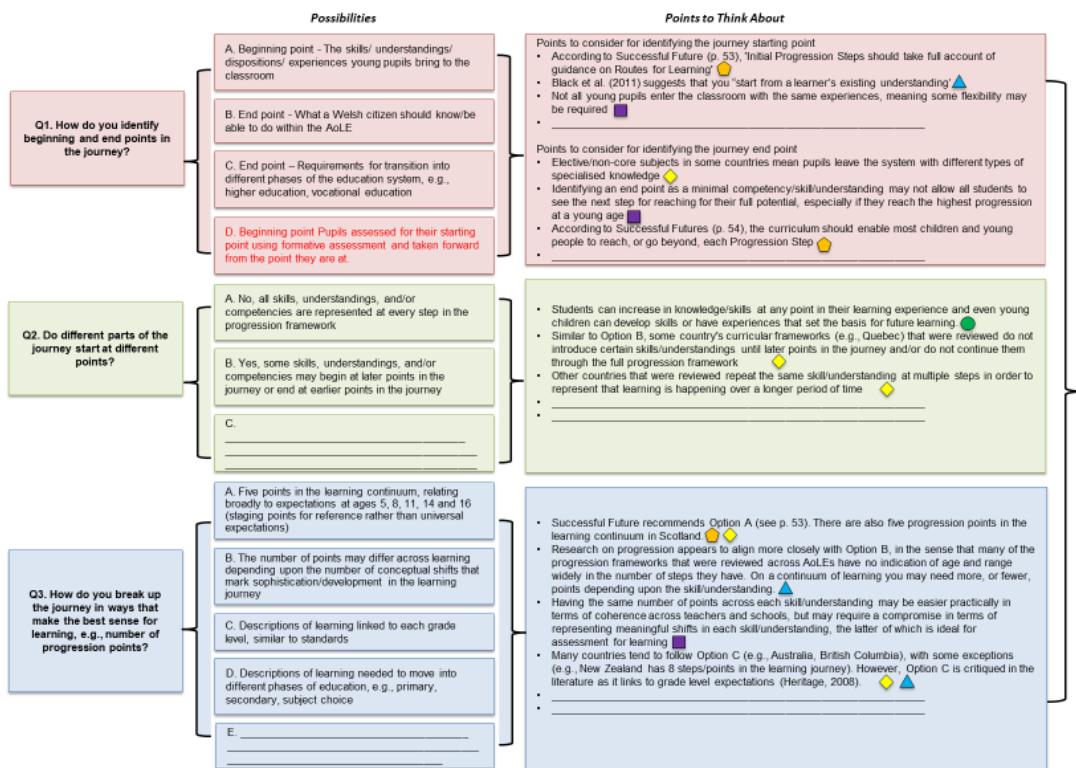 Possibilities
Points to Think About
Q1. How do you identify
beginning and end points in
the journey?
A. Beginning point - The skills/ understandings/
dispositions/ experiences young pupils bring to the
classroom
B. End point - What a Welsh citizen should know/be
able to do within the AoLE
C. End point – Requirements for transition into
different phases of the education system, e.g.,
higher education, vocational education
D. Beginning point Pupils assessed for their starting
point using formative assessment and taken forward
from the point they are at.
Points to consider for identifying the journey starting point
• According to Successful Future (p. 53), 'Initial Progression Steps should take full account of
guidance on Routes for Learning'
• Black et al. (2011) suggests that you "start from a learner's existing understanding'
• Not all young pupils enter the classroom with the same experiences, meaning some flexibility may
be required
• ____________________
Points to consider for identifying the journey end point
• Elective/non-core subjects in some countries mean pupils leave the system with different types of
specialised knowledge
• Identifying an end point as a minimal competency/skill/understanding may not allow all students to
see the next step for reaching for their full potential, especially if they reach the highest progression
at a young age
• According to Successful Futures (p. 54), the curriculum should enable most children and young
people to reach, or go beyond, each Progression Step
• ____________________
Q2. Do different parts of the
journey start at different
points?
A. No, all skills, understandings, and/or
competencies are represented at every step in the
progression framework
B. Yes, some skills, understandings, and/or
competencies may begin at later points in the
journey or end at earlier points in the journey
C.
____________________
____________________
____________________
• Students can increase in knowledge/skills at any point in their learning experience and even young
children can develop skills or have experiences that set the basis for future learning.
• Similar to Option B, some country's curricular frameworks (e.g., Quebec) that were reviewed do not
introduce certain skills/understandings until later points in the journey and/or do not continue them
through the full progression framework
• Other countries that were reviewed repeat the same skill/understanding at multiple steps in order to
represent that learning is happening over a longer period of time
• ____________________
• ____________________
Q3. How do you break up
the journey in ways that
make the best sense for
learning, e.g., number of
progression points?
A. Five points in the learning continuum, relating
broadly to expectations at ages 5, 8, 11, 14 and 16
(staging points for reference rather than universal
expectations)
B. The number of points may differ across learning
depending upon the number of conceptual shifts that
mark sophistication/development in the learning
journey
C. Descriptions of learning linked to each grade
level, similar to standards
D. Descriptions of learning needed to move into
different phases of education, e.g., primary,
secondary, subject choice
E. ____________________
____________________
____________________
• Successful Future recommends Option A (see p. 53). There are also five progression points in the
learning continuum in Scotland.
• Research on progression appears to align more closely with Option B, in the sense that many of the
progression frameworks that were reviewed across AoLEs have no indication of age and range
widely in the number of steps they have. On a continuum of learning you may need more, or fewer,
points depending upon the skill/understanding.
• Having the same number of points across each skill/understanding may be easier practically in
terms of coherence across teachers and schools, but may require a compromise in terms of
representing meaningful shifts in each skill/understanding, the latter of which is ideal for
assessment for learning
• Many countries tend to follow Option C (e.g., Australia, British Columbia), with some exceptions
(e.g., New Zealand has 8 steps/points in the learning journey). However, Option C is critiqued in the
literature as it links to grade level expectations (Heritage, 2008).
• ____________________
• ____________________